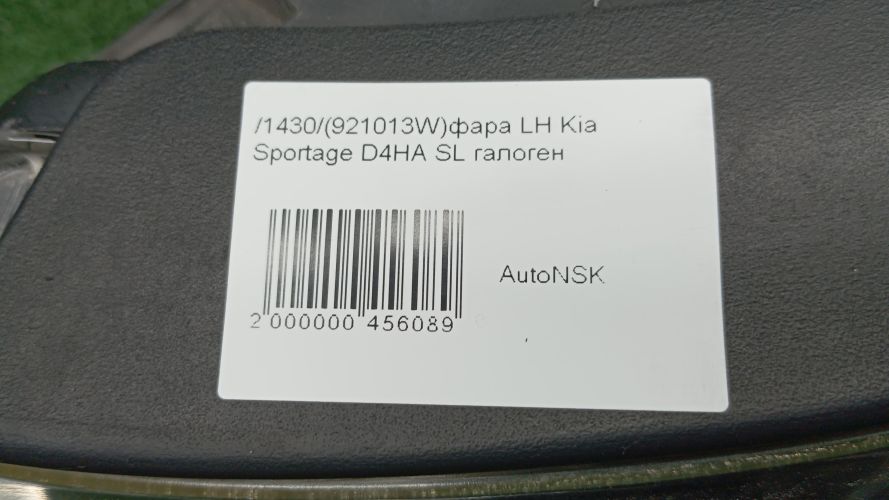 /1430/(921013W)фара LH Kia
Sportage D4HA SL галоген
AutoNSK
2 000000 456089